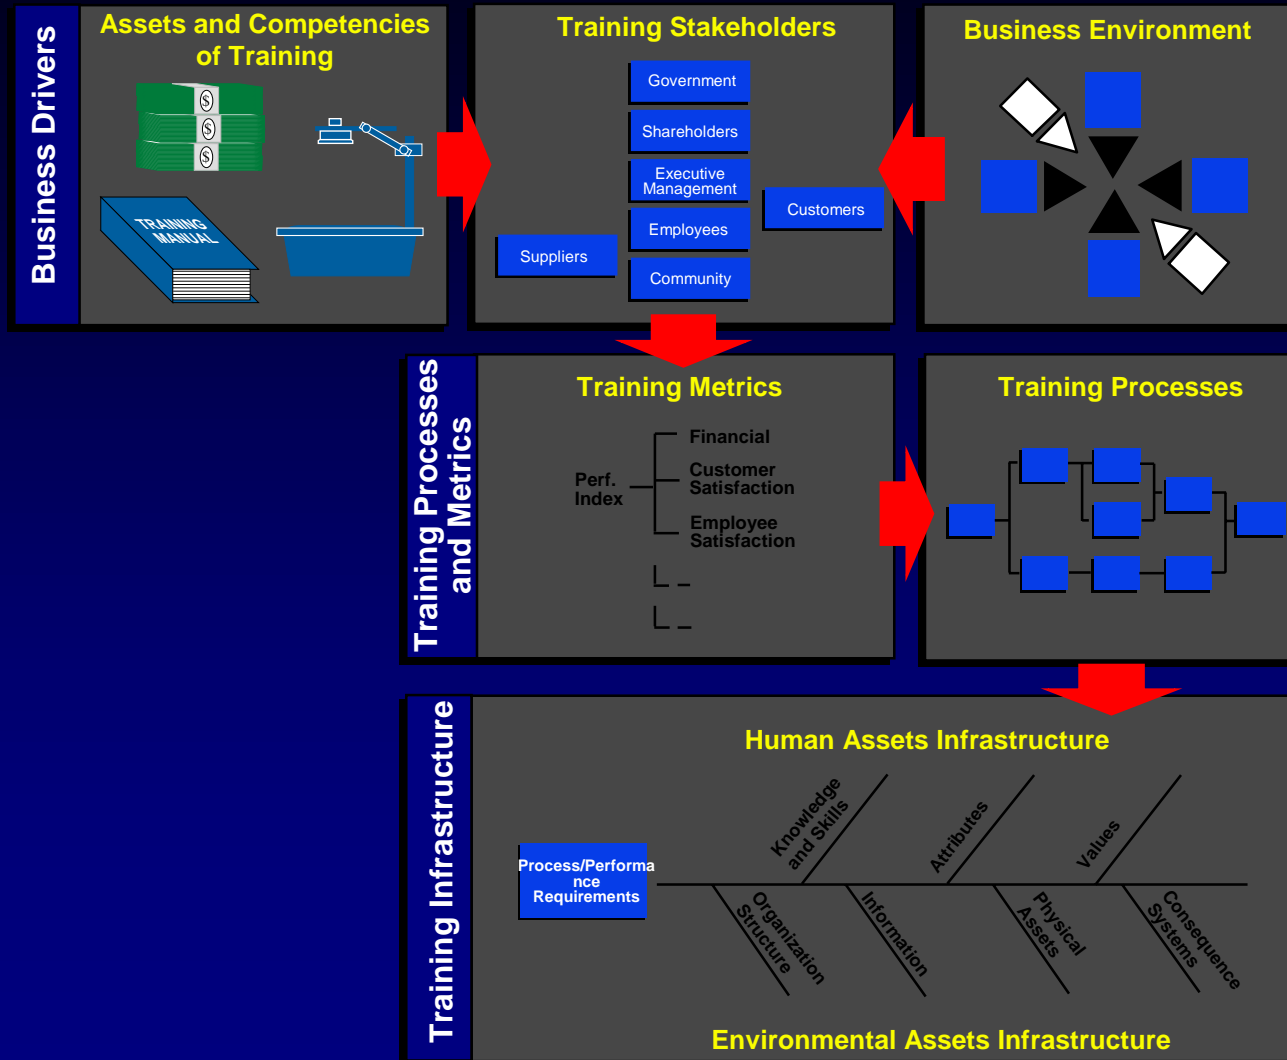 Business Drivers
Assets and Competencies
of Training
$
$
$
TRAINING
MANUAL
Training Stakeholders
Government
Shareholders
Executive
Management
Customers
Employees
Suppliers
Community
Business Environment
Training Processes
and Metrics
Training Metrics
Perf.
Index
Financial
Customer
Satisfaction
Employee
Satisfaction
Training Processes
Training Infrastructure
Human Assets Infrastructure
Process/Performa
nce
Requirements
Knowledge
and Skills
Attributes
Values
Organization
Structure
Information
Physical
Assets
Consequence
Systems
Environmental Assets Infrastructure